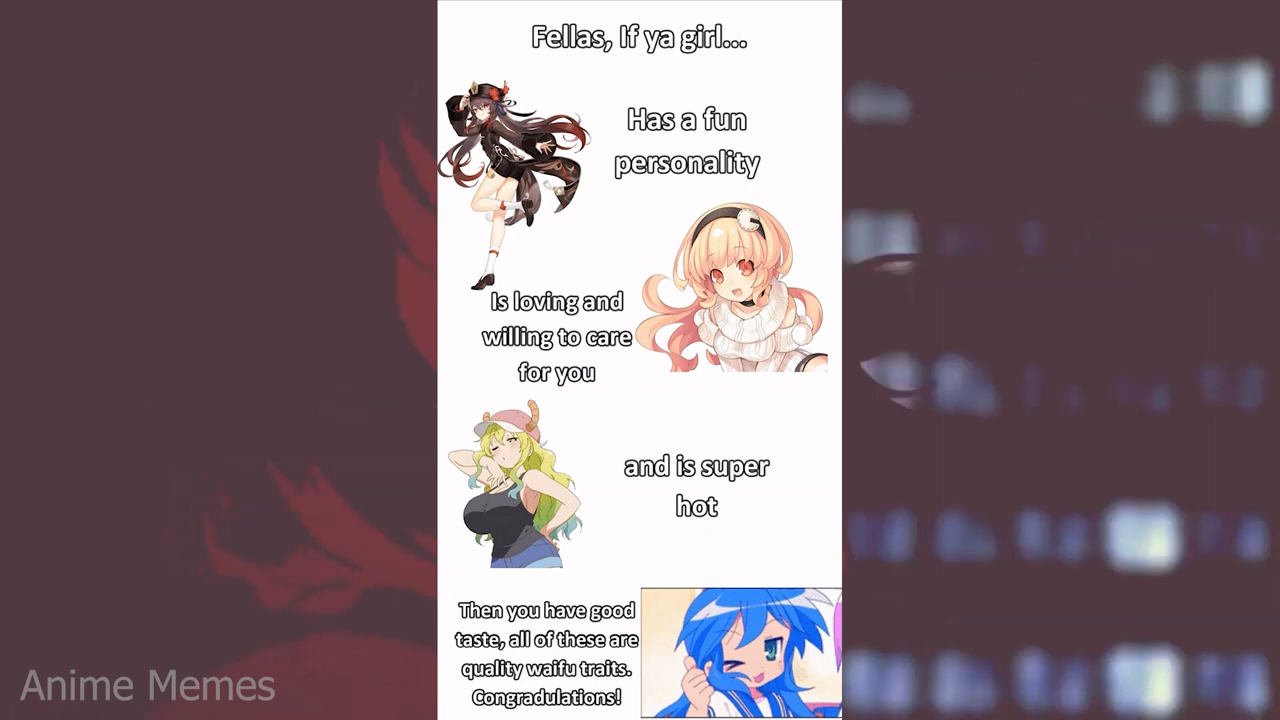 Fellas, If ya girl...
Has a fun
personality
Is loving and
willing to care
for you
and is super
hot
Then you have good
taste, all of these are
quality waifu traits.
Congradulations!
Anime Memes